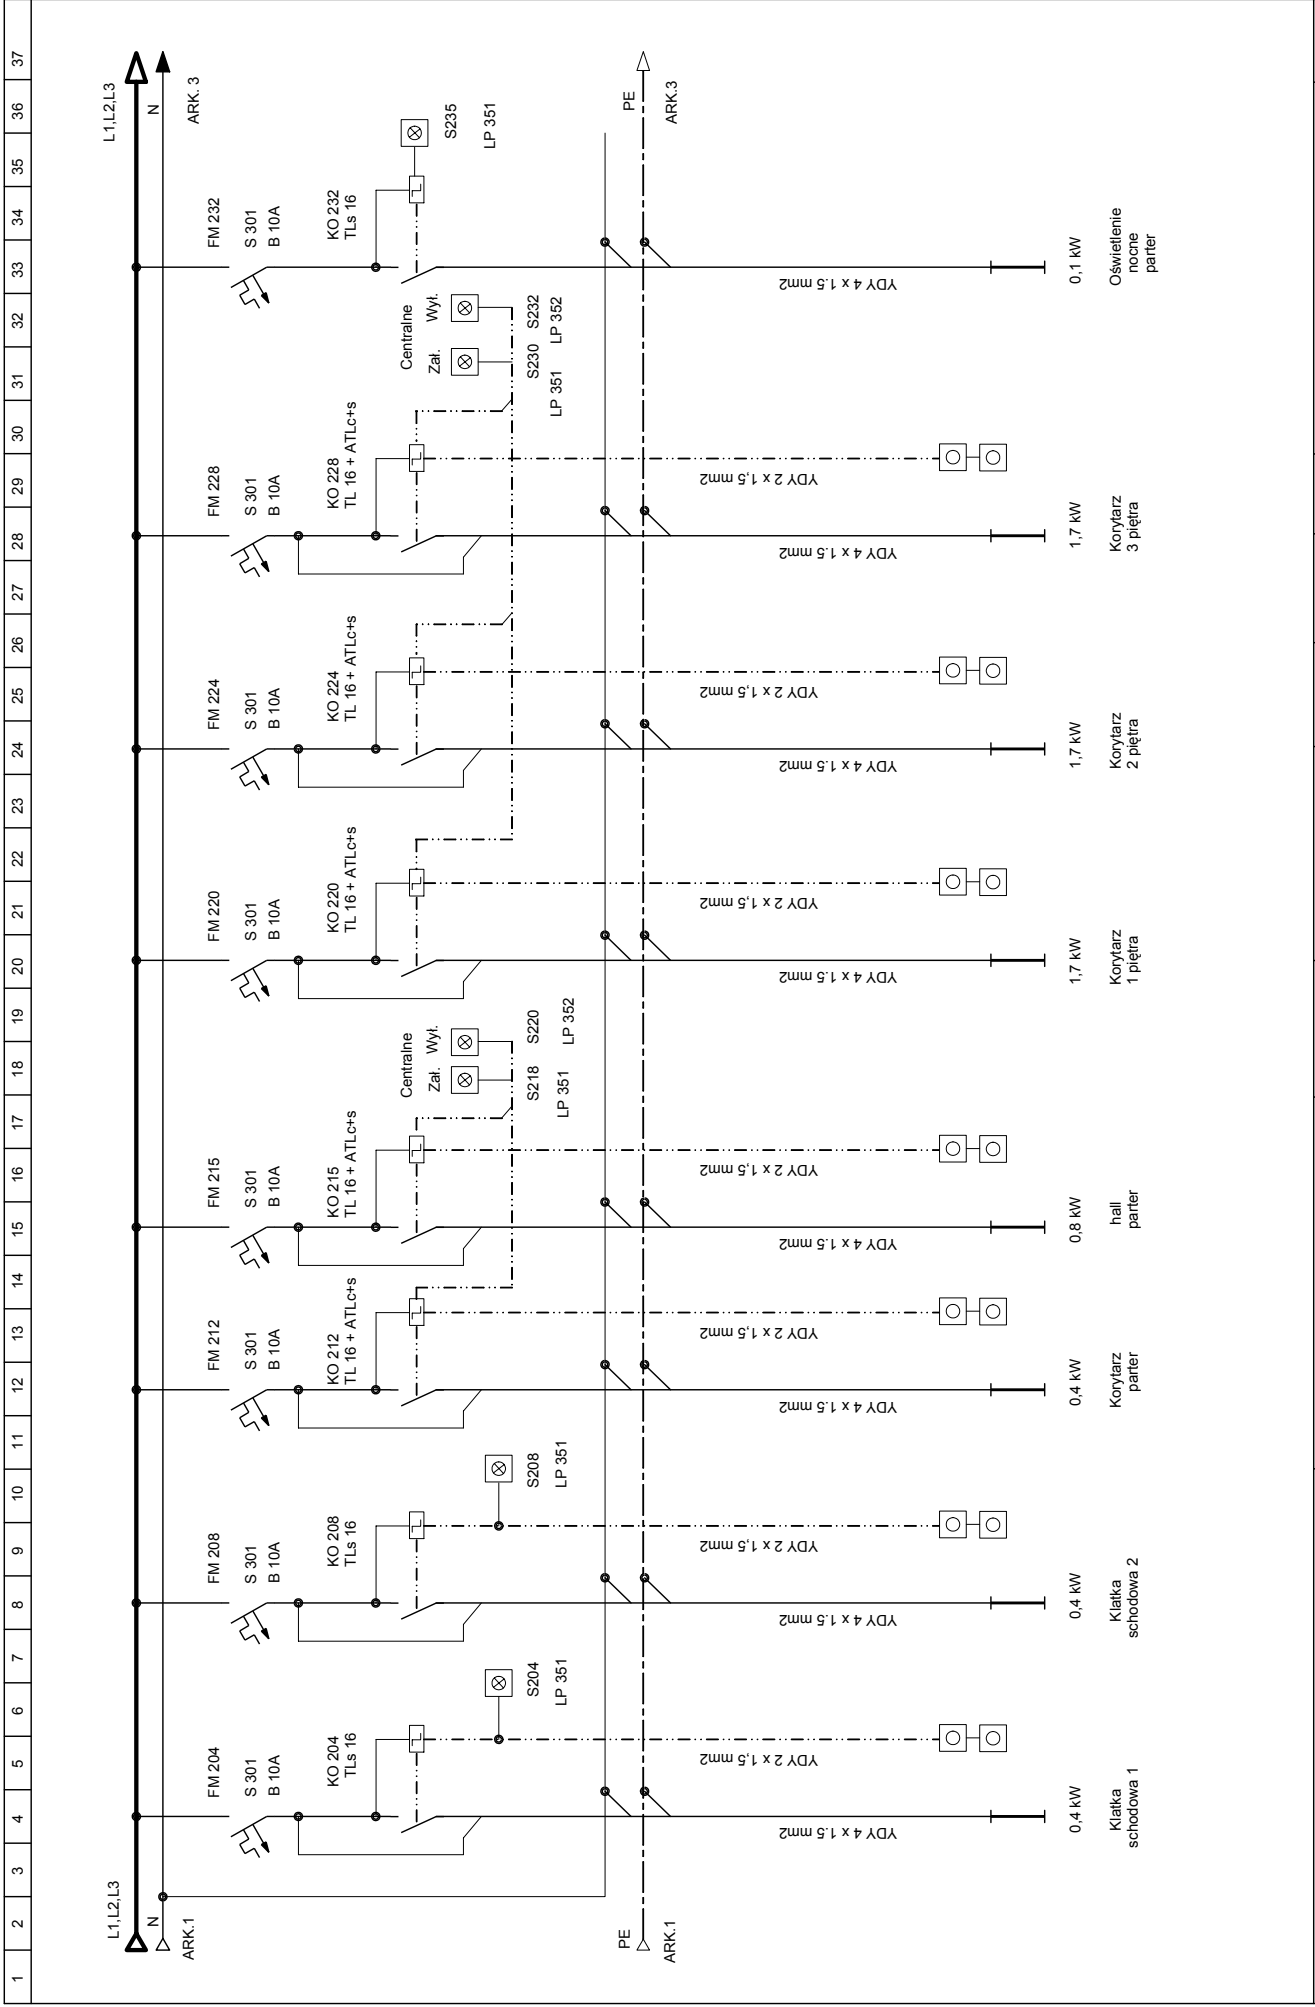 1 2 3 4 5 6 7 8 9 10 11 12 13 14 15 16 17 18 19 20 21 22 23 24 25 26 27 28 29 30 31 32 33 34 35 36 37
L1,L2,L3
N
ARK.1
L1,L2,L3
N
ARK. 3
FM 204
S 301
B 10A
KO 204
TLs 16
S204
LP 351
YDY 2 x 1,5 mm2
YDY 4 x 1.5 mm2
0,4 kW
Klatka
schodowa 1
FM 208
S 301
B 10A
KO 208
TLs 16
S208
LP 351
YDY 2 x 1,5 mm2
YDY 4 x 1.5 mm2
0,4 kW
Klatka
schodowa 2
FM 212
S 301
B 10A
KO 212
TL 16 + ATLc+s
YDY 2 x 1,5 mm2
YDY 4 x 1.5 mm2
0,4 kW
Korytarz
parter
FM 215
S 301
B 10A
KO 215
TL 16 + ATLc+s
YDY 2 x 1,5 mm2
YDY 4 x 1.5 mm2
0,8 kW
hall
parter
Centralne
Zał. Wył.
S218 S220
LP 351 LP 352
FM 220
S 301
B 10A
KO 220
TL 16 + ATLc+s
YDY 2 x 1,5 mm2
YDY 4 x 1.5 mm2
1,7 kW
Korytarz
1 piętra
FM 224
S 301
B 10A
KO 224
TL 16 + ATLc+s
YDY 2 x 1,5 mm2
YDY 4 x 1.5 mm2
1,7 kW
Korytarz
2 piętra
FM 228
S 301
B 10A
KO 228
TL 16 + ATLc+s
YDY 2 x 1,5 mm2
YDY 4 x 1.5 mm2
1,7 kW
Korytarz
3 piętra
Centralne
Zał. Wył.
S230 S232
LP 351 LP 352
FM 232
S 301
B 10A
KO 232
TLs 16
S235
LP 351
YDY 4 x 1.5 mm2
0,1 kW
Oświetlenie
nocne
parter
PE
ARK.1
PE
ARK.3